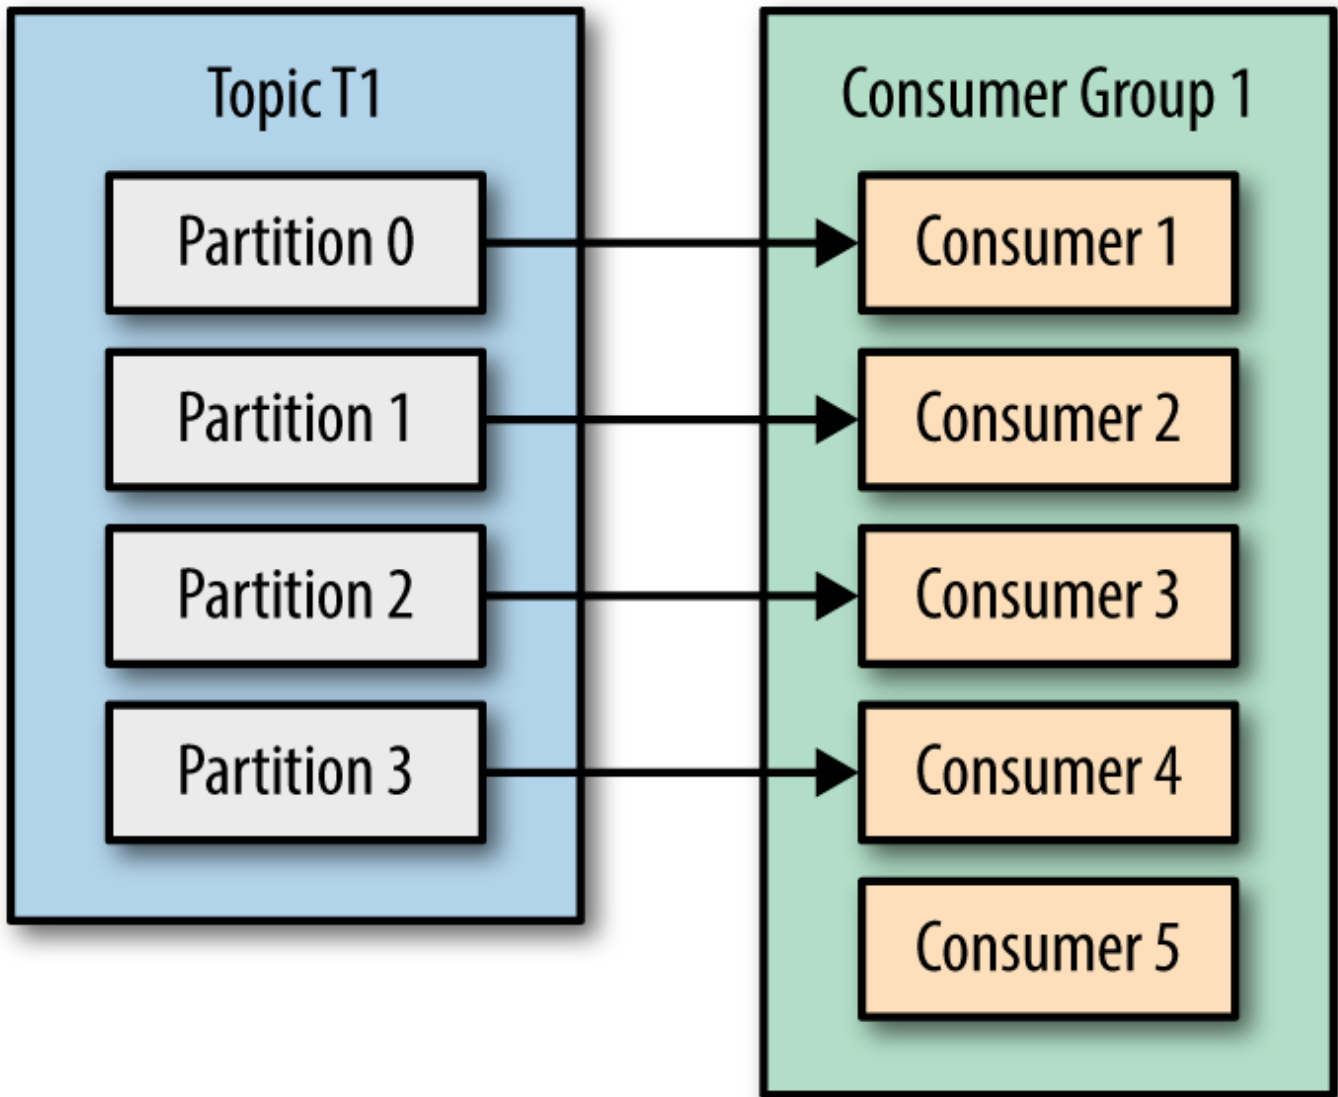 Topic T1
Partition 0
Partition 1
Partition 2
Partition 3
Consumer Group 1
Consumer 1
Consumer 2
Consumer 3
Consumer 4
Consumer 5